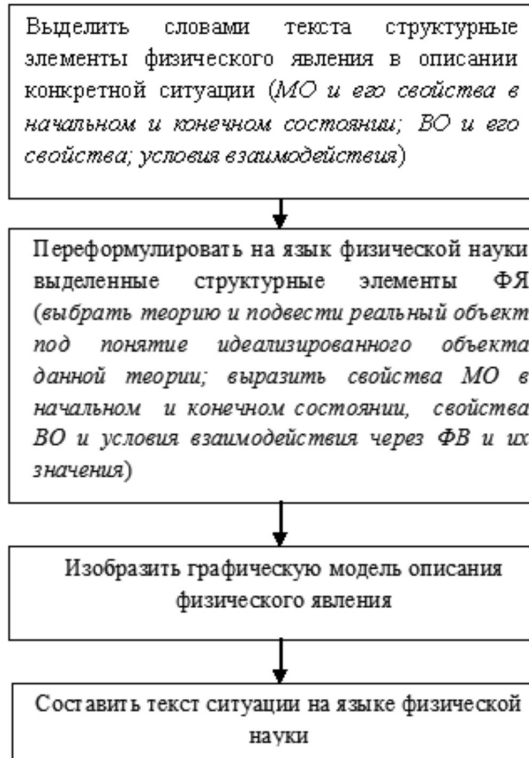 Выделить словами текста структурные
элементы физического явления в описании
конкретной ситуации (МО и его свойства в
начальном и конечном состоянии; ВО и его
свойства; условия взаимодействия)
Переформулировать на язык физической науки
выделенные структурные элементы ФЯ
(выбрать теорию и подвести реальный объект
под понятие идеализированного объекта
данной теории; выразить свойства МО в
начальном и конечном состоянии, свойства
ВО и условия взаимодействия через ФВ и их
значения)
Изобразить графическую модель описания
физического явления
Составить текст ситуации на языке физической
науки